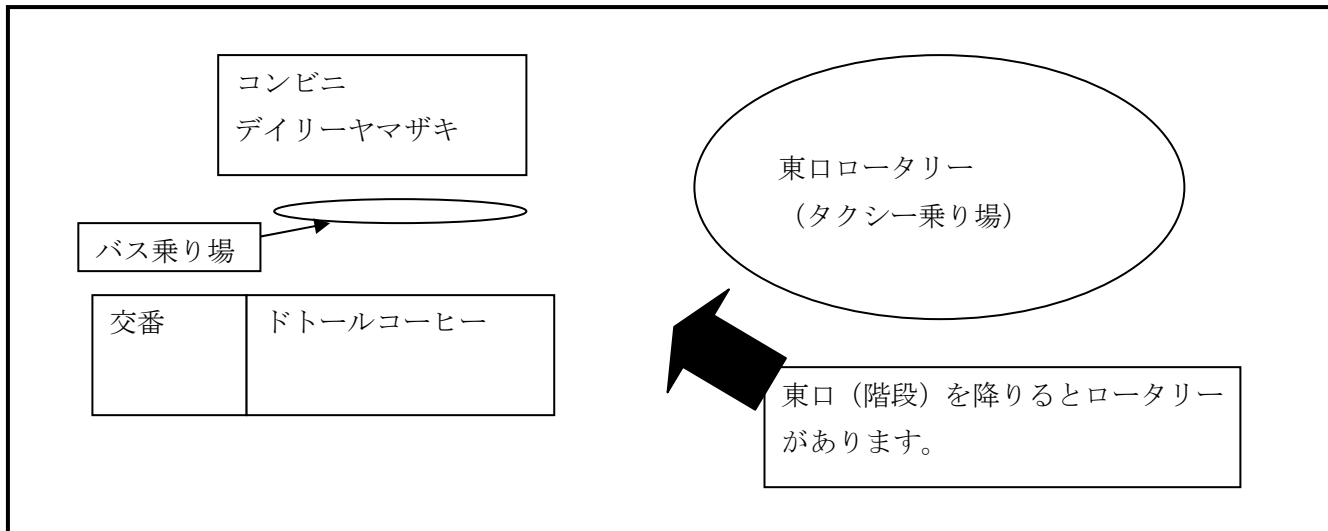 コンビニ
デイリーヤマザキ
東口ロータリー
（タクシー乗り場）
バス乗り場
交番
ドトールコーヒー
東口（階段）を降りるとロータリー
があります。